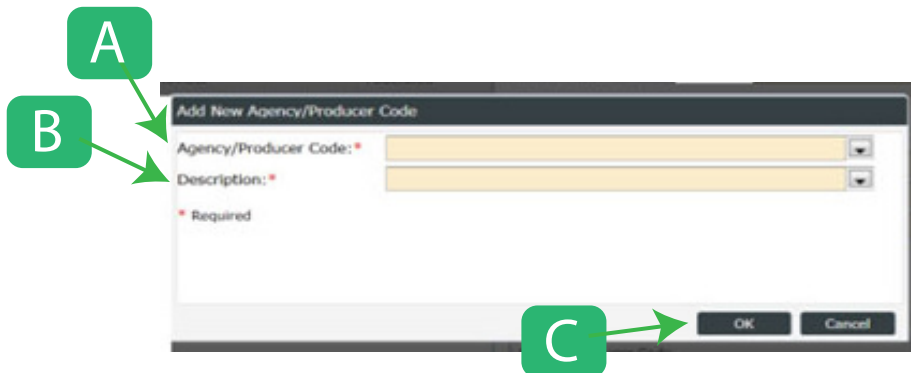 A
Add New Agency/Producer Code
B
Agency/Producer Code:*
Description:*
* Required
OK Cancel
C